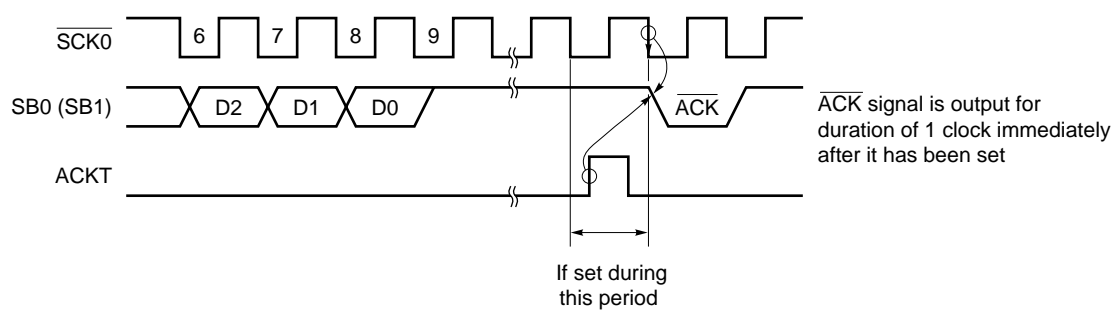 SCK0
6 7 8 9
SB0 (SB1)
D2 D1 D0 ACK
ACK signal is output for
duration of 1 clock immediately
after it has been set
ACKT
If set during
this period